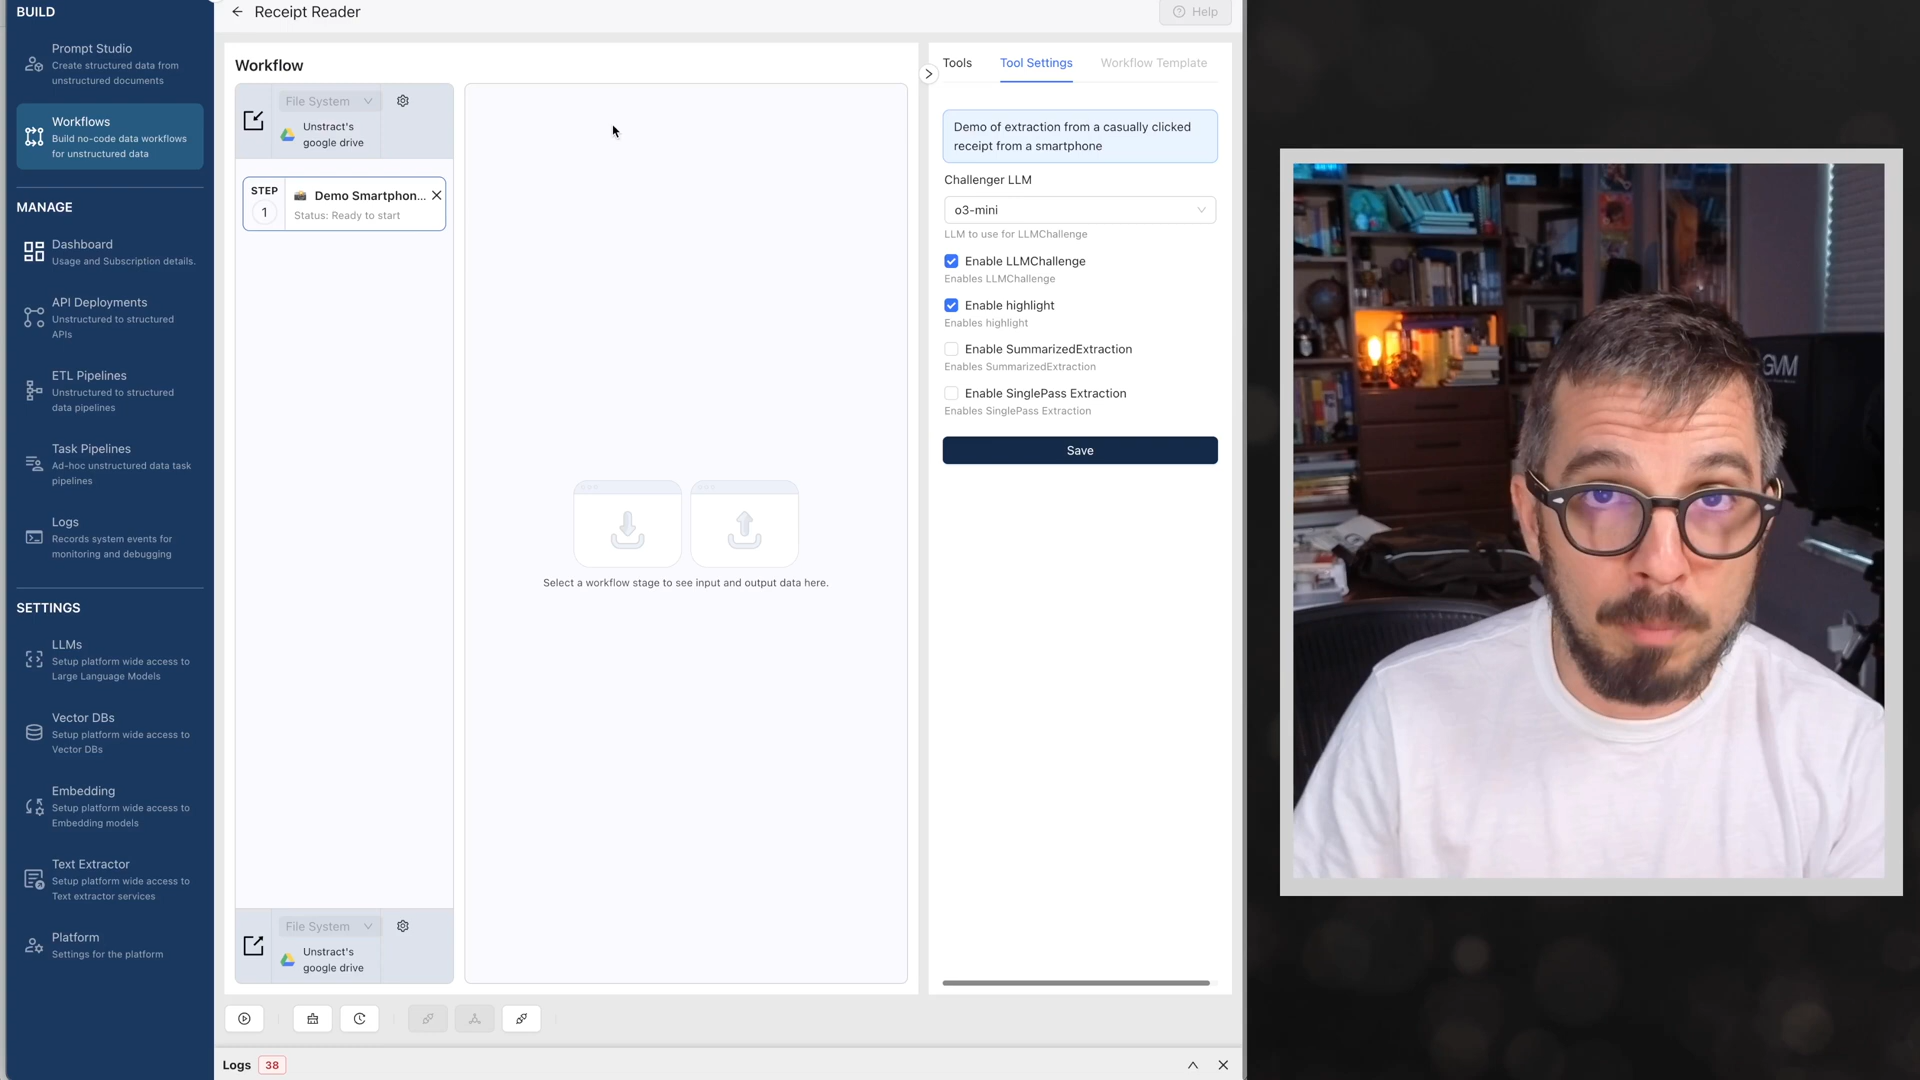 BUILD
Prompt Studio
Create structured data from
unstructured documents
Workflows
Build no-code data workflows
for unstructured data
MANAGE
Dashboard
Usage and Subscription details.
API Deployments
Unstructured to structured
APIs
ETL Pipelines
Unstructured to structured
data pipelines
Task Pipelines
Ad-hoc unstructured data task
pipelines
Logs
Records system events for
monitoring and debugging
SETTINGS
LLMs
Setup platform wide access to
Large Language Models
Vector DBs
Setup platform wide access to
Vector DBs
Embedding
Setup platform wide access to
Embedding models
Text Extractor
Setup platform wide access to
Text extractor services
Platform
Settings for the platform
Receipt Reader
Help
Workflow
File System
Unstract's
google drive
STEP
1
Demo Smartphon...
Status: Ready to start
Select a workflow stage to see input and output data here.
File System
Unstract's
google drive
Tools
Tool Settings
Workflow Template
Demo of extraction from a casually clicked
receipt from a smartphone
Challenger LLM
o3-mini
LLM to use for LLMChallenge
Enable LLMChallenge
Enables LLMChallenge
Enable highlight
Enables highlight
Enable SummarizedExtraction
Enables SummarizedExtraction
Enable SinglePass Extraction
Enables SinglePass Extraction
Save
Logs 38
GVM